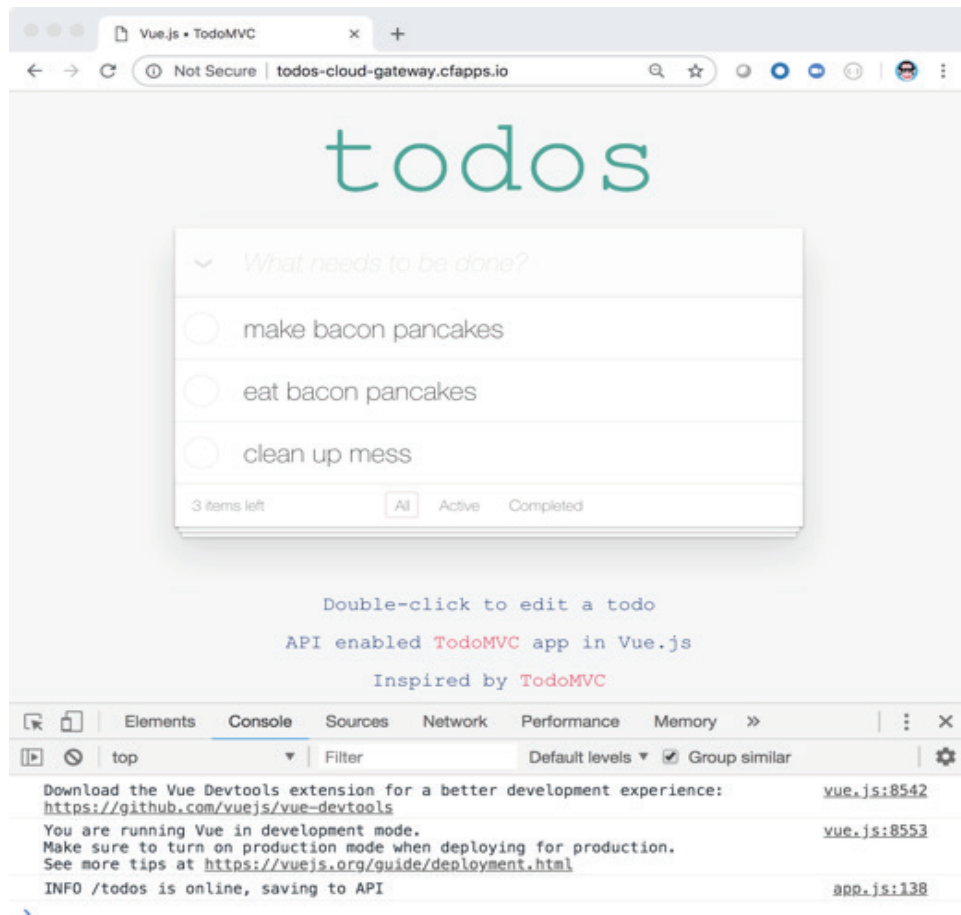 Vue.js • TodoMVC
Not Secure | todos-cloud-gateway.cfapps.io
todos
What needs to be done?
make bacon pancakes
eat bacon pancakes
clean up mess
3 items left All Active Completed
Double-click to edit a todo
API enabled TodoMVC app in Vue.js
Inspired by TodoMVC
Elements Console Sources Network Performance Memory »
top Filter Default levels Group similar
Download the Vue Devtools extension for a better development experience: vue.js:8542
https://github.com/vuejs/vue-devtools
You are running Vue in development mode. vue.js:8553
Make sure to turn on production mode when deploying for production.
See more tips at https://vuejs.org/guide/deployment.html
INFO /todos is online, saving to API app.js:138